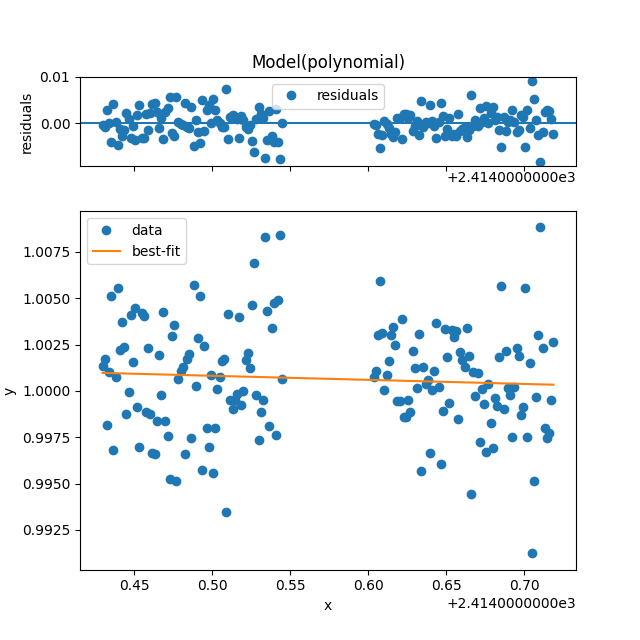 Model(polynomial)
0.01
0.00
residuals
residuals
+2.4140000000e3
1.0075
1.0050
1.0025
1.0000
0.9975
0.9950
0.9925
y
data
best-fit
0.45 0.50 0.55 0.60 0.65 0.70
x
+2.4140000000e3